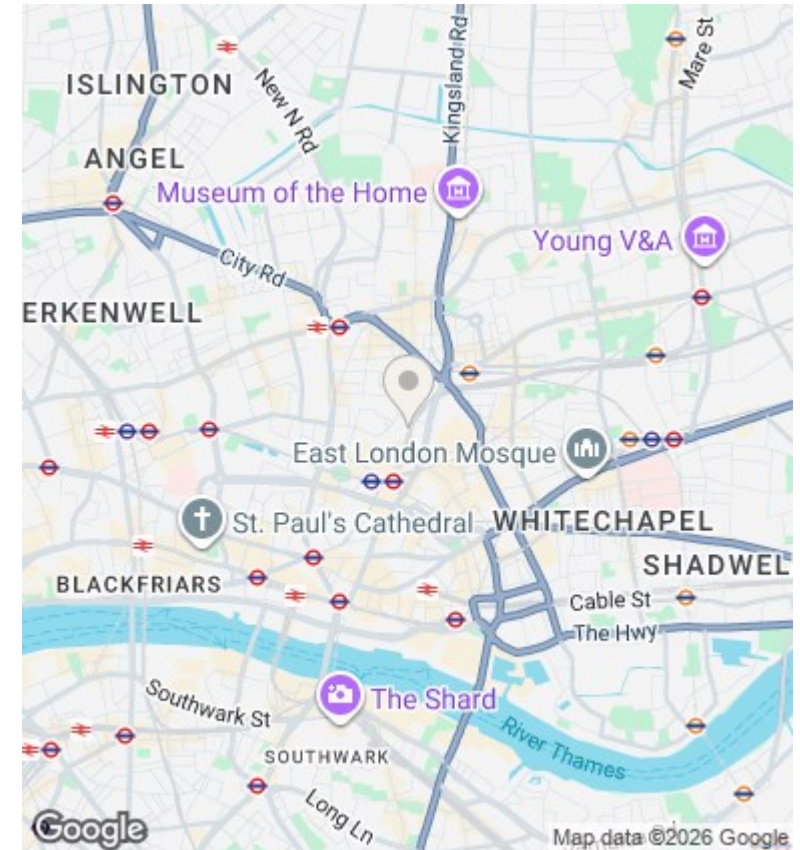 ISLINGTON
New N Rd
Kingsland Rd
Mare St
ANGEL
Museum of the Home
Young V&A
City Rd
ERKENWELL
East London Mosque
St. Paul's Cathedral
WHITECHAPEL
SHADWEL
BLACKFRIARS
Cable St
The Hwy
The Shard
Southwark St
River Thames
SOUTHWARK
Long Ln
Google
Map data ©2026 Google